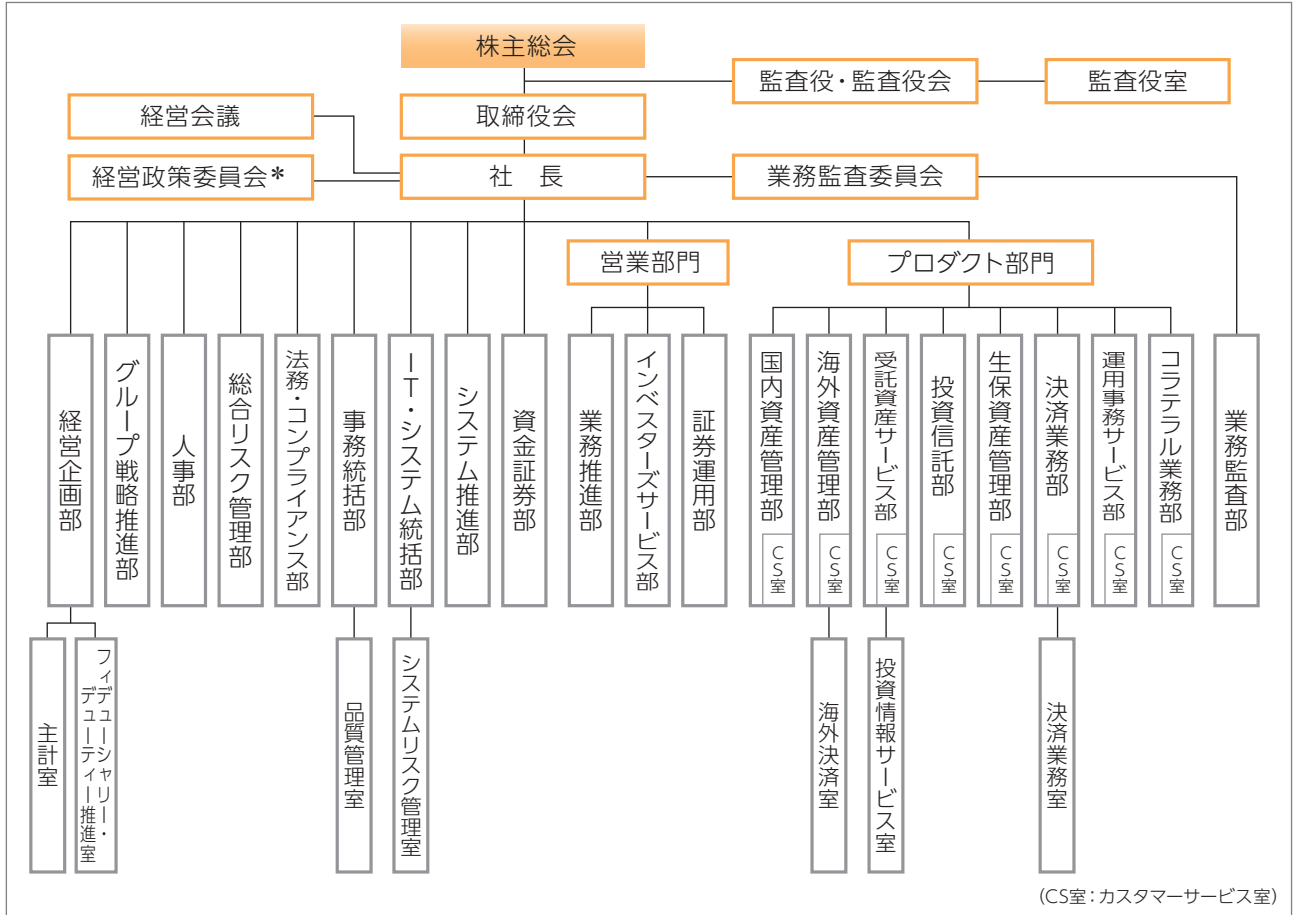 株主総会
監査役・監査役会
監査役室
経営会議
取締役会
経営政策委員会*
社　長
業務監査委員会
営業部門
プロダクト部門
経営企画部
グループ戦略推進部
人事部
総合リスク管理部
法務・コンプライアンス部
事務統括部
IT・システム統括部
システム推進部
資金証券部
業務推進部
インベスターズサービス部
証券運用部
国内資産管理部
CS室
海外資産管理部
CS室
受託資産サービス部
CS室
投資信託部
CS室
生保資産管理部
CS室
決済業務部
CS室
運用事務サービス部
CS室
コラテラル業務部
CS室
業務監査部
主計室
フィデューシャリー・
デューティー推進室
品質管理室
システムリスク管理室
海外決済室
投資情報サービス室
決済業務室
(CS室：カスタマーサービス室)